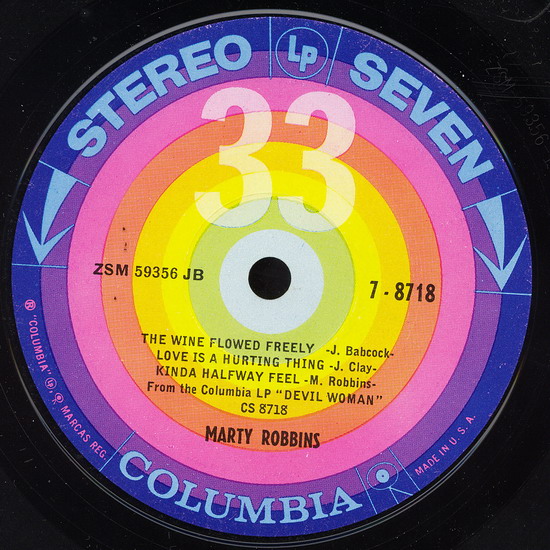 STEREO Lp SEVEN
33
ZSM 59356 JB
7 - 8718
THE WINE FLOWED FREELY -J. Babcock-
LOVE IS A HURTING THING -J. Clay-
KINDA HALFWAY FEEL -M. Robbins-
From the Columbia LP "DEVIL WOMAN"
CS 8718
MARTY ROBBINS
® "COLUMBIA" Lp, MARCAS REG.
COLUMBIA
MADE IN U.S.A.